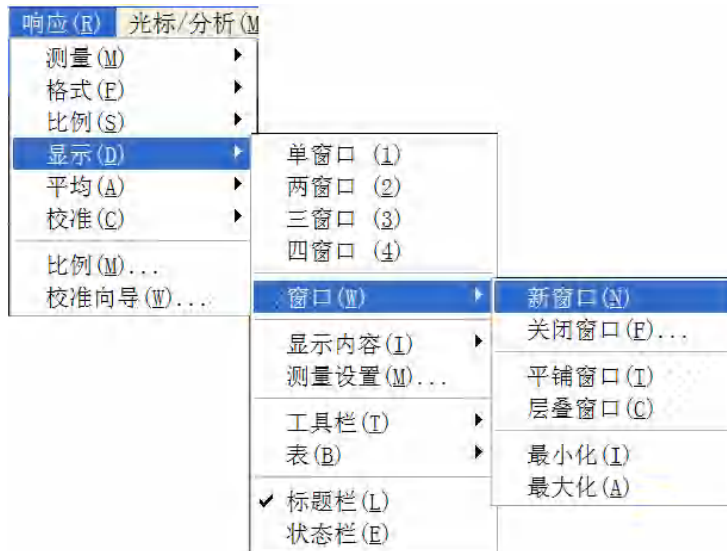 响应(R) 光标/分析(M
测量(M)
格式(F)
比例(S)
显示(D)
平均(A)
校准(C)
比例(M)...
校准向导(W)...
单窗口 (1)
两窗口 (2)
三窗口 (3)
四窗口 (4)
窗口(W)
显示内容(I)
测量设置(M)...
工具栏(T)
表(B)
标题栏(L)
状态栏(E)
新窗口(N)
关闭窗口(F)...
平铺窗口(T)
层叠窗口(C)
最小化(I)
最大化(A)